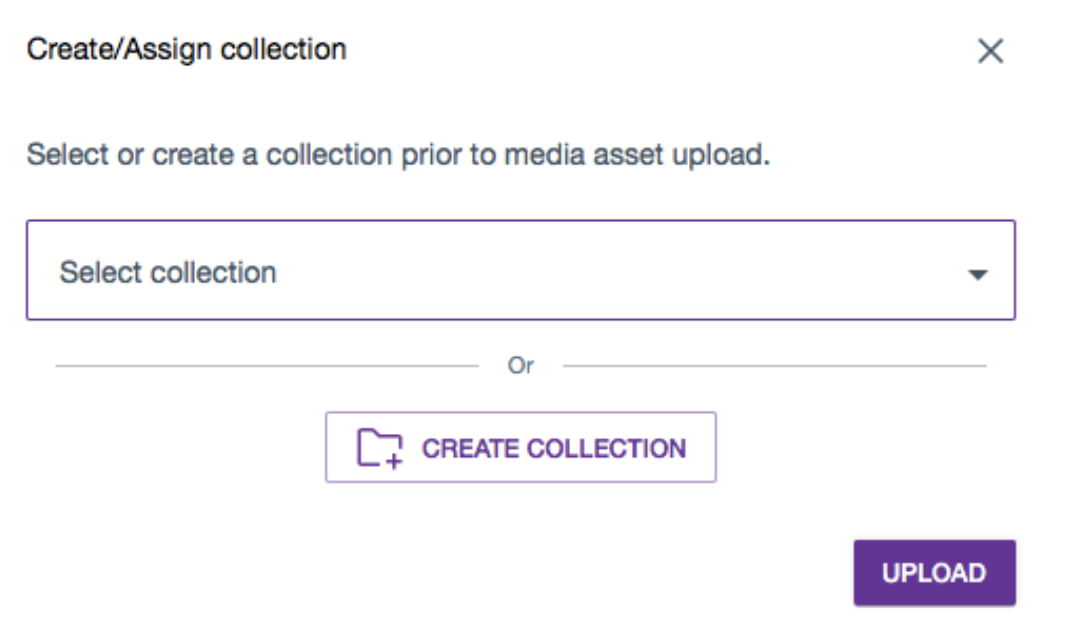 Create/Assign collection
Select or create a collection prior to media asset upload.
Select collection
Or
CREATE COLLECTION
UPLOAD